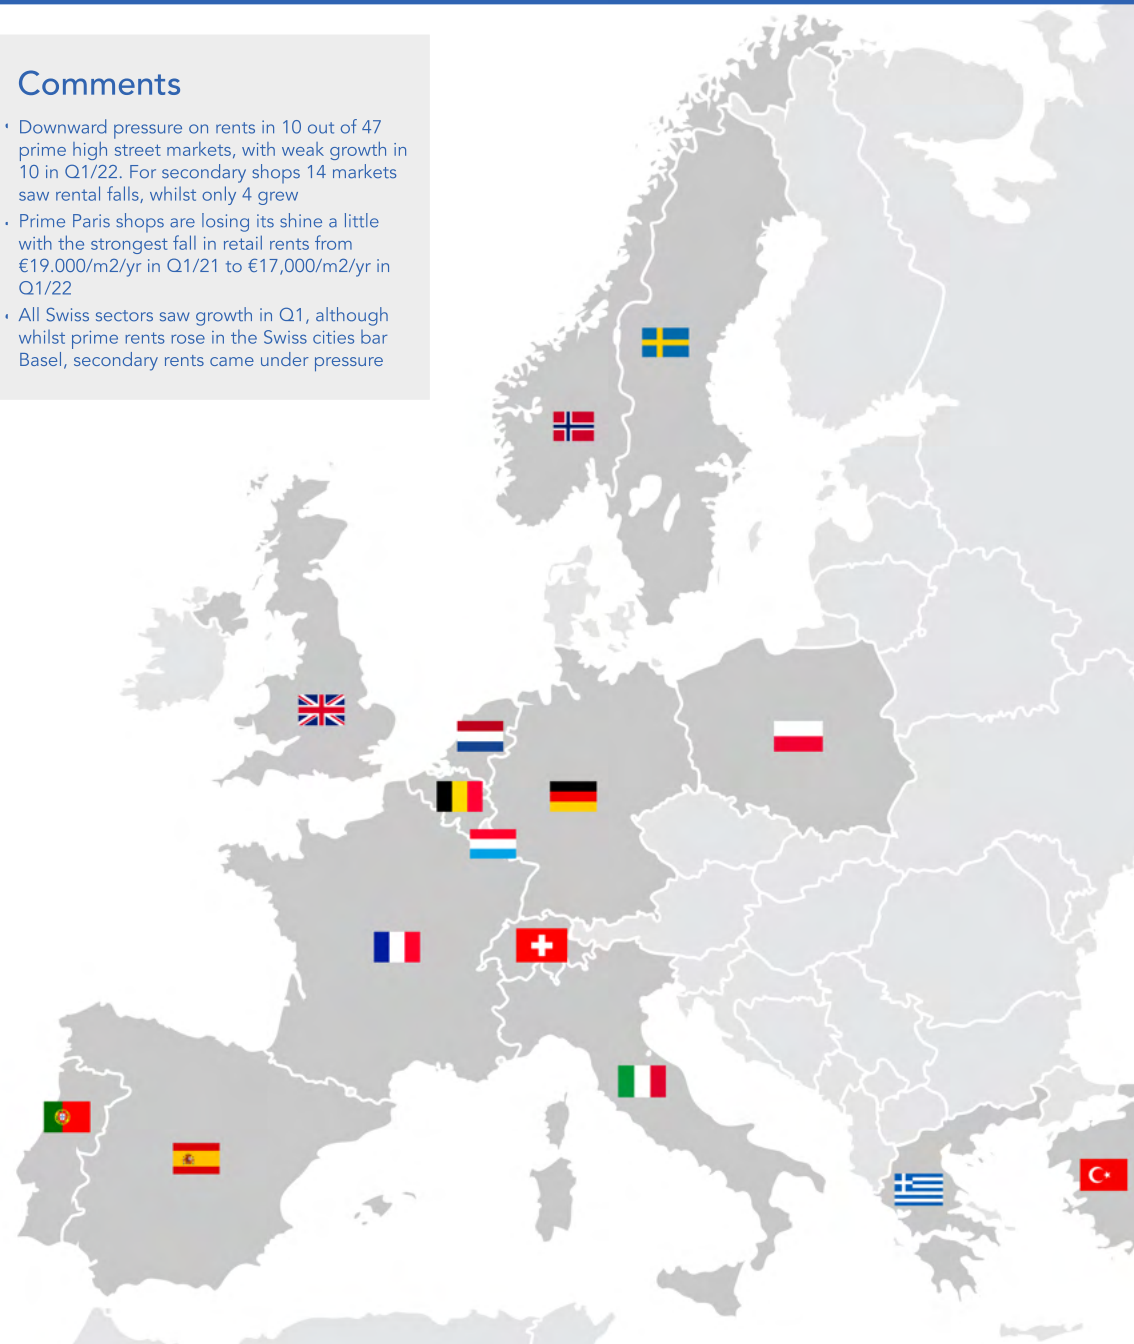 Comments
• Downward pressure on rents in 10 out of 47
prime high street markets, with weak growth in
10 in Q1/22. For secondary shops 14 markets
saw rental falls, whilst only 4 grew
• Prime Paris shops are losing its shine a little
with the strongest fall in retail rents from
€19.000/m2/yr in Q1/21 to €17,000/m2/yr in
Q1/22
• All Swiss sectors saw growth in Q1, although
whilst prime rents rose in the Swiss cities bar
Basel, secondary rents came under pressure